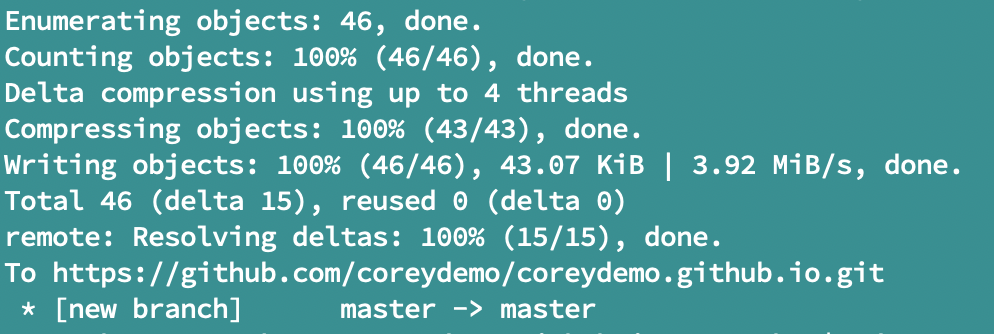 Enumerating objects: 46, done.
Counting objects: 100% (46/46), done.
Delta compression using up to 4 threads
Compressing objects: 100% (43/43), done.
Writing objects: 100% (46/46), 43.07 KiB | 3.92 MiB/s, done.
Total 46 (delta 15), reused 0 (delta 0)
remote: Resolving deltas: 100% (15/15), done.
To https://github.com/coreydemo/coreydemo.github.io.git
 * [new branch]      master -> master